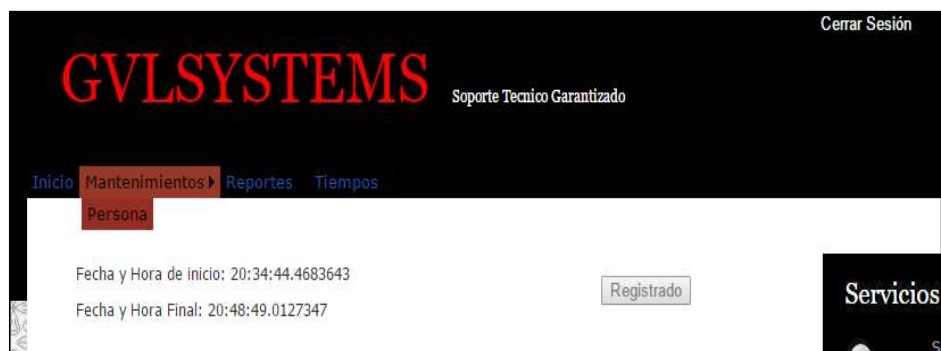 Cerrar Sesión
GVLSYSTEMS Soporte Tecnico Garantizado
Inicio Mantenimientos Reportes Tiempos
Persona
Fecha y Hora de inicio: 20:34:44.4683643
Registrado
Fecha y Hora Final: 20:48:49.0127347
Servicios
S